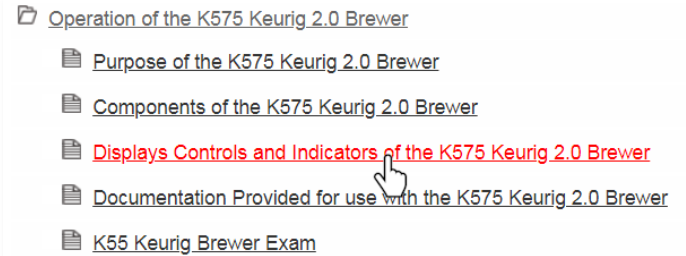 Operation of the K575 Keurig 2.0 Brewer
Purpose of the K575 Keurig 2.0 Brewer
Components of the K575 Keurig 2.0 Brewer
Displays Controls and Indicators of the K575 Keurig 2.0 Brewer
Documentation Provided for use with the K575 Keurig 2.0 Brewer
K55 Keurig Brewer Exam